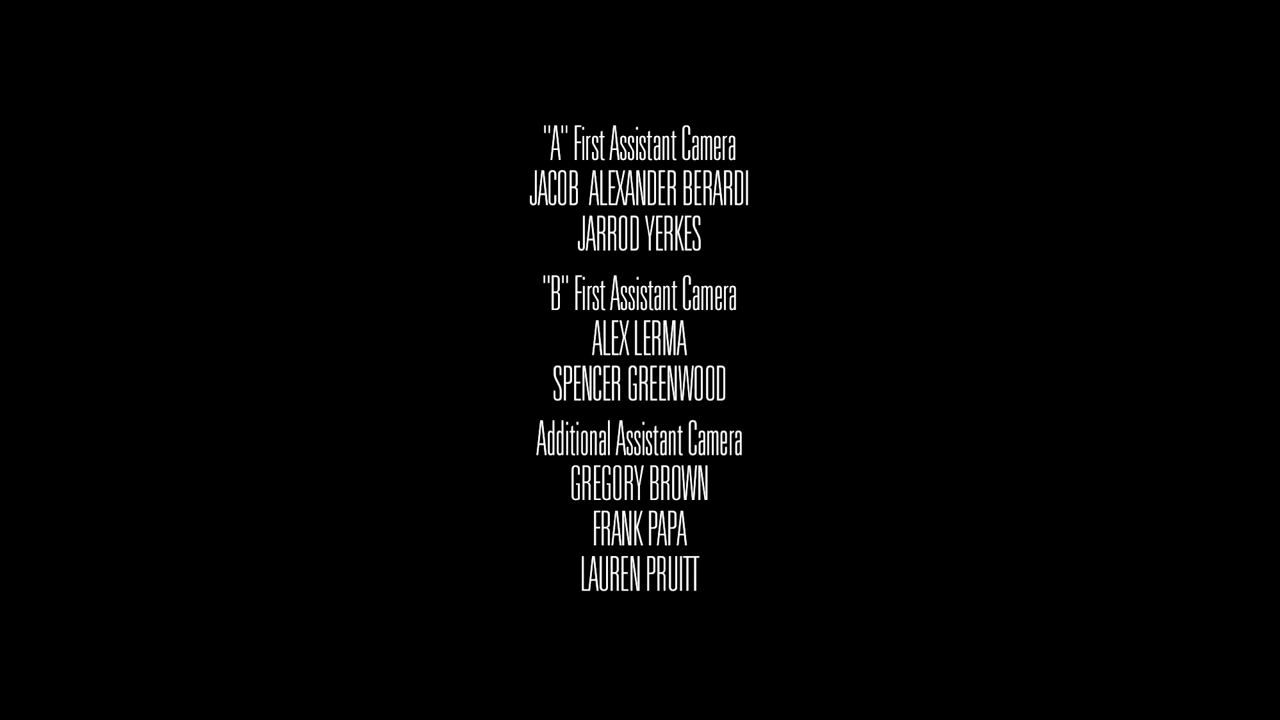 "A" First Assistant Camera
JACOB  ALEXANDER BERARDI
JARROD YERKES
"B" First Assistant Camera
ALEX LERMA
SPENCER GREENWOOD
Additional Assistant Camera
GREGORY BROWN
FRANK PAPA
LAUREN PRUITT